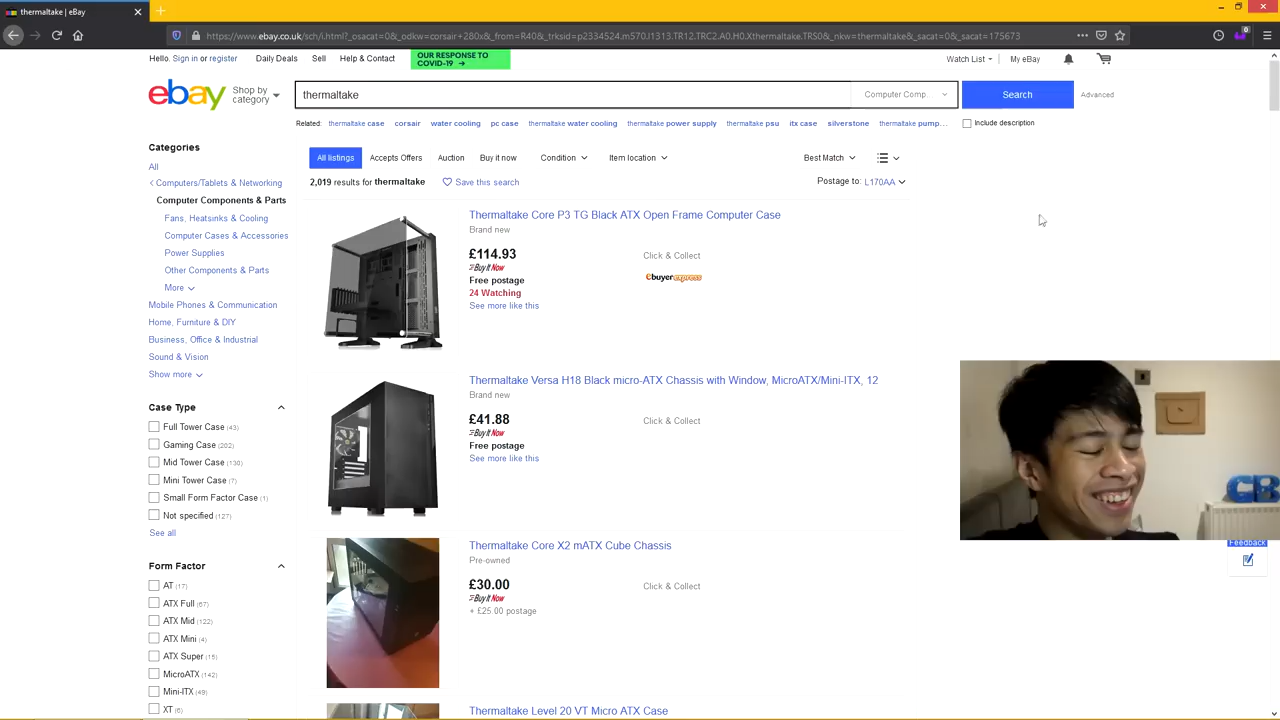 thermaltake | eBay
https://www.ebay.co.uk/sch/i.html?_osacat=0&_odkw=corsair+280x&_from=R40&_trksid=p2334524.m570.l1313.TR12.TRC2.A0.H0.Xthermaltake.TRS0&_nkw=thermaltake&_sacat=0&_sacat=175673
Hello. Sign in or register
Daily Deals
Sell
Help & Contact
OUR RESPONSE TO
COVID-19 →
Watch List
My eBay
ebay
Shop by
category
thermaltake
Computer Comp...
Search
Advanced
Related: thermaltake case corsair water cooling pc case thermaltake water cooling thermaltake power supply thermaltake psu itx case silverstone thermaltake pump...
Include description
Categories
All
Computers/Tablets & Networking
Computer Components & Parts
Fans, Heatsinks & Cooling
Computer Cases & Accessories
Power Supplies
Other Components & Parts
More
Mobile Phones & Communication
Home, Furniture & DIY
Business, Office & Industrial
Sound & Vision
Show more
Case Type
Full Tower Case (43)
Gaming Case (202)
Mid Tower Case (130)
Mini Tower Case (7)
Small Form Factor Case (1)
Not specified (127)
See all
Form Factor
AT (17)
ATX Full (67)
ATX Mid (122)
ATX Mini (4)
ATX Super (15)
MicroATX (142)
Mini-ITX (49)
XT (6)
All listings
Accepts Offers
Auction
Buy it now
Condition
Item location
Best Match
2,019 results for thermaltake
Save this search
Postage to: L170AA
Thermaltake Core P3 TG Black ATX Open Frame Computer Case
Brand new
£114.93
Buy It Now
Free postage
24 Watching
See more like this
Click & Collect
ebuyer express
Thermaltake Versa H18 Black micro-ATX Chassis with Window, MicroATX/Mini-ITX, 12
Brand new
£41.88
Buy It Now
Free postage
See more like this
Click & Collect
Thermaltake Core X2 mATX Cube Chassis
Pre-owned
£30.00
Buy It Now
+ £25.00 postage
Click & Collect
Thermaltake Level 20 VT Micro ATX Case
Feedback